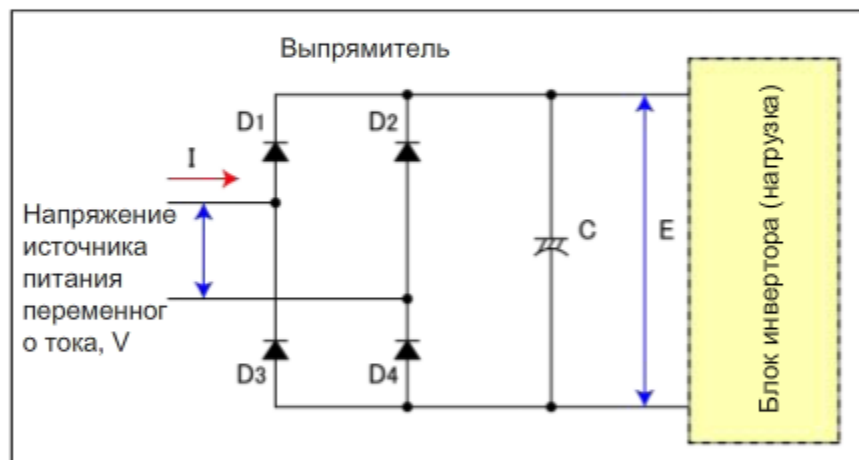 Выпрямитель
D1
D2
I
Напряжение
источника
питания
переменног
о тока, V
C
E
D3
D4
Блок инвертора (нагрузка)